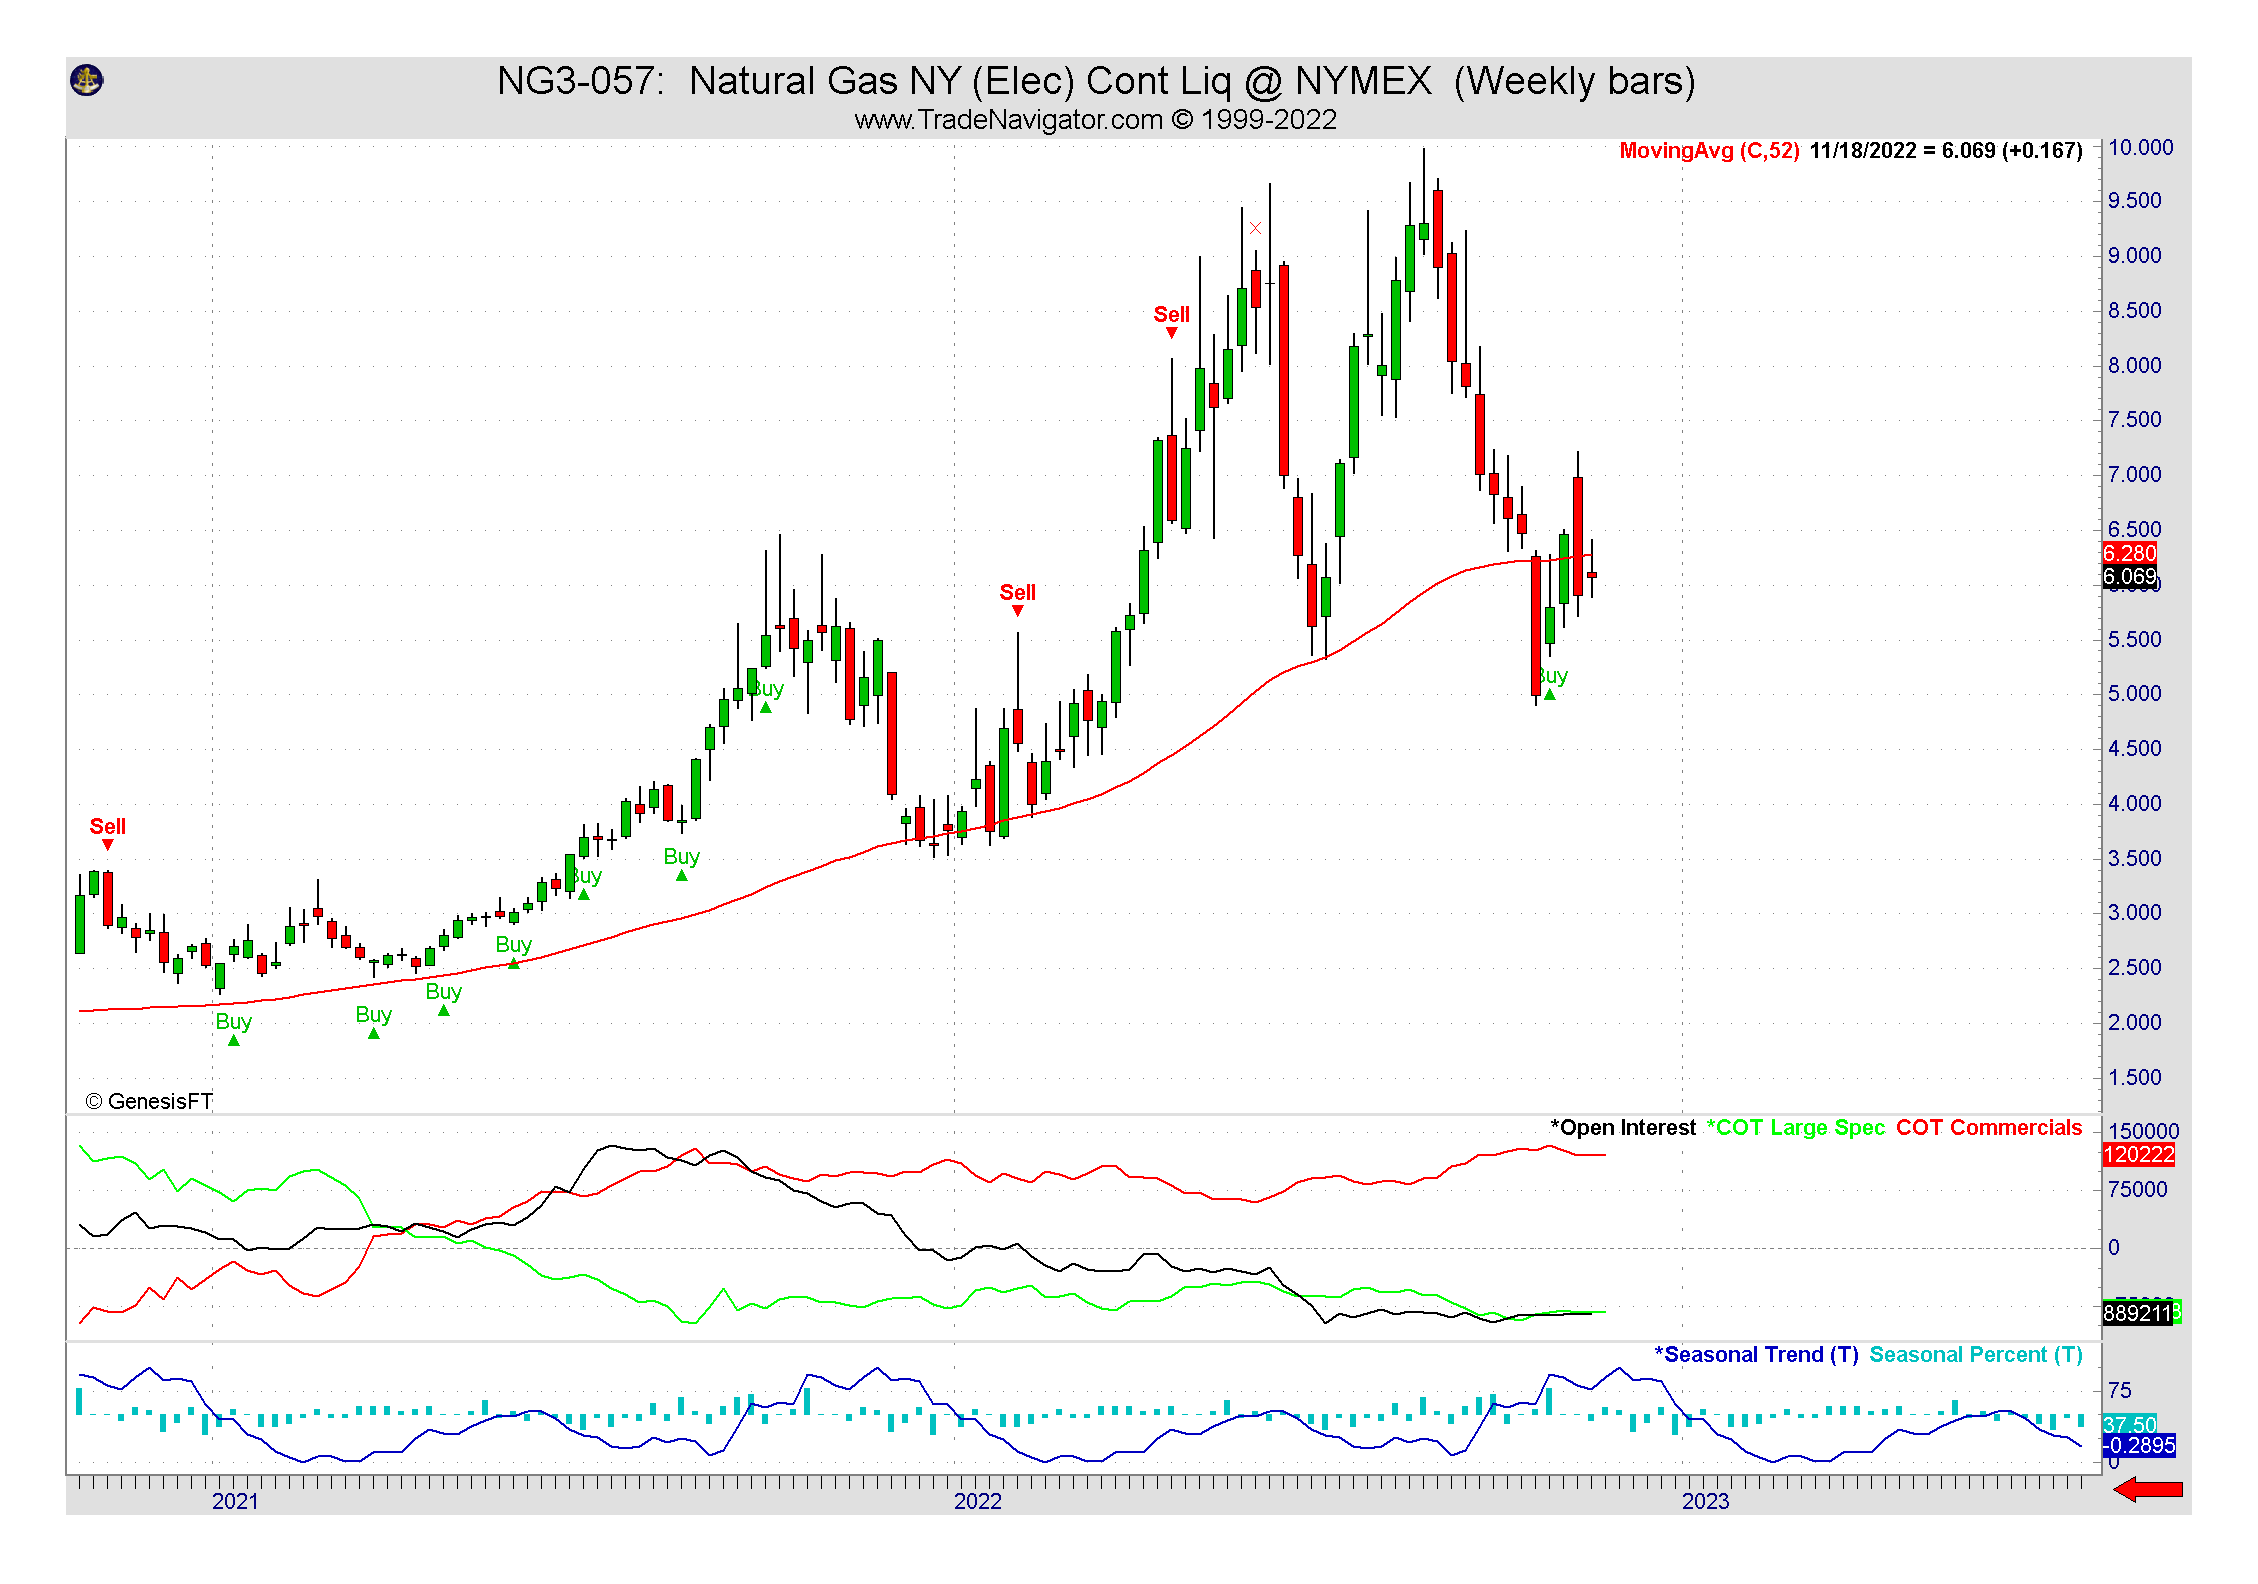 NG3-057: Natural Gas NY (Elec) Cont Liq @ NYMEX (Weekly bars)
www.TradeNavigator.com © 1999-2022
MovingAvg (C,52) 11/18/2022 = 6.069 (+0.167)
10.000
9.500
9.000
8.500
Sell
8.000
7.500
7.000
6.500
6.280
6.069
Sell
5.500
Buy
Buy
5.000
4.500
4.000
Sell
3.500
Buy
Buy
3.000
Buy
2.500
Buy
Buy
Buy
2.000
1.500
© GenesisFT
*Open Interest *COT Large Spec COT Commercials
150000
120222
75000
0
889211
*Seasonal Trend (T) Seasonal Percent (T)
75
37.50
-0.2895
0
2021 2022 2023